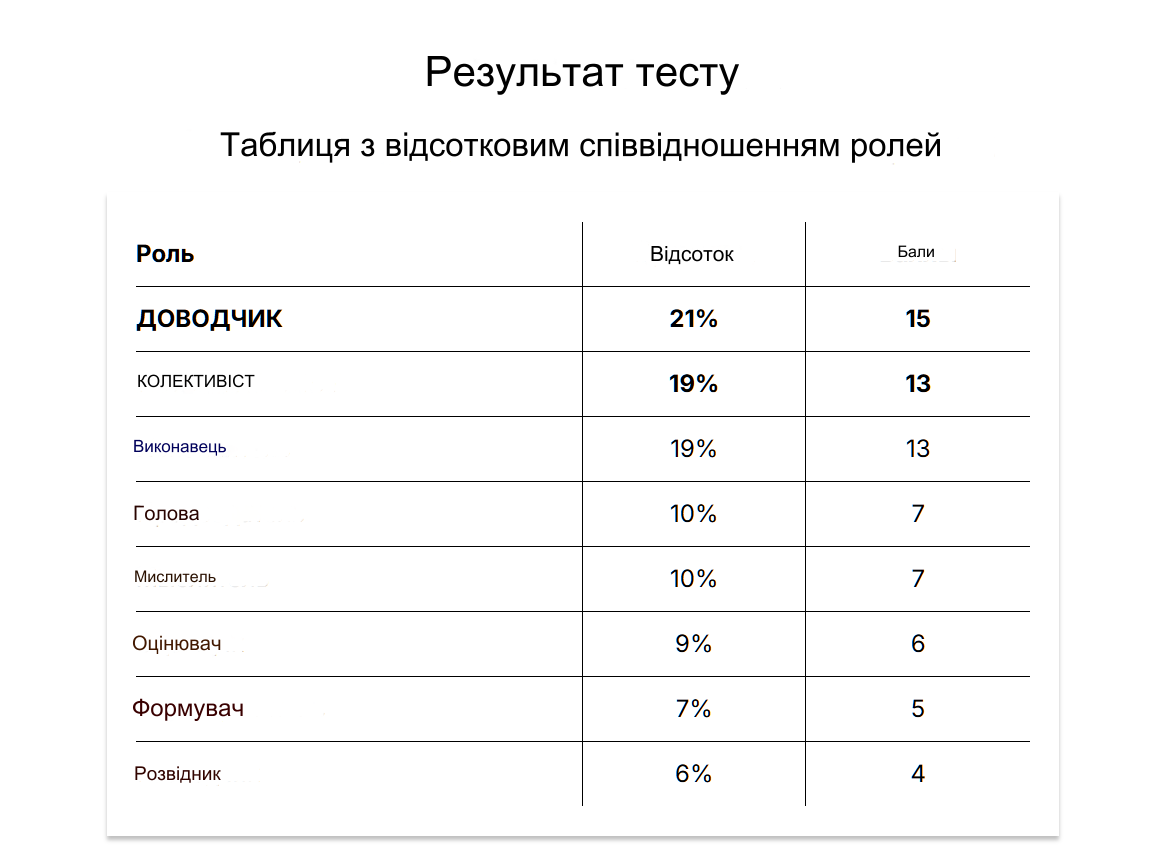 Результат тесту
Таблиця з відсотковим співвідношенням ролей
Роль Відсоток Бали
ДОВОДЧИК 21% 15
КОЛЕКТИВІСТ 19% 13
Виконавець 19% 13
Голова 10% 7
Мислитель 10% 7
Оцінювач 9% 6
Формувач 7% 5
Розвідник 6% 4